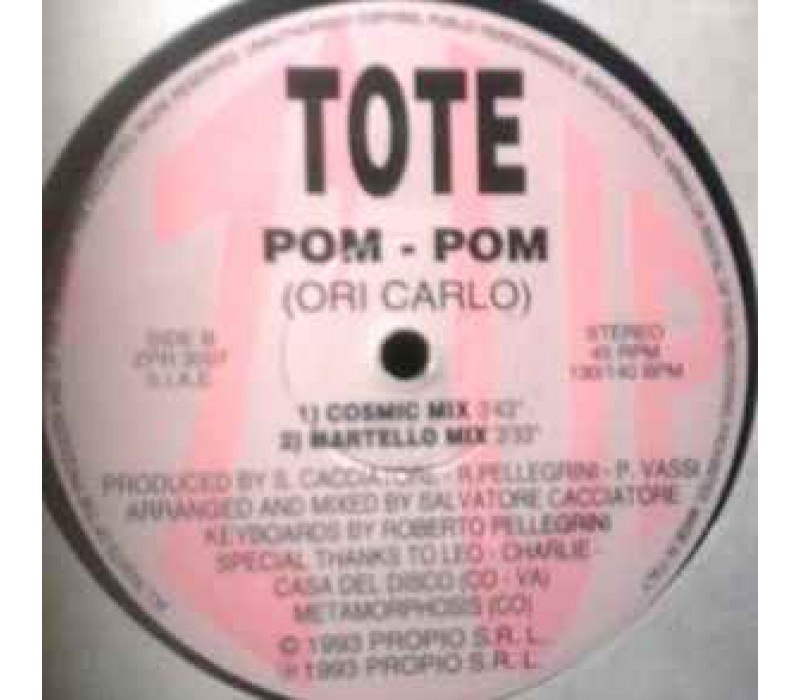 TOTE
POM - POM
(ORI CARLO)
SIDE B
S.I.A.E.
STEREO
45 RPM
130/140 BPM
1) COSMIC MIX 3'43"
2) MARTELLO MIX 3'33"
PRODUCED BY S. CACCIATORE - R.PELLEGRINI - P. VASSI
ARRANGED AND MIXED BY SALVATORE CACCIATORE
KEYBOARDS BY ROBERTO PELLEGRINI
SPECIAL THANKS TO LEO - CHARLIE -
CASA DEL DISCO (CO - VA)
METAMORPHOSIS (CO)
© 1993 PROPIO S.R.L.
℗ 1993 PROPIO S.R.L.